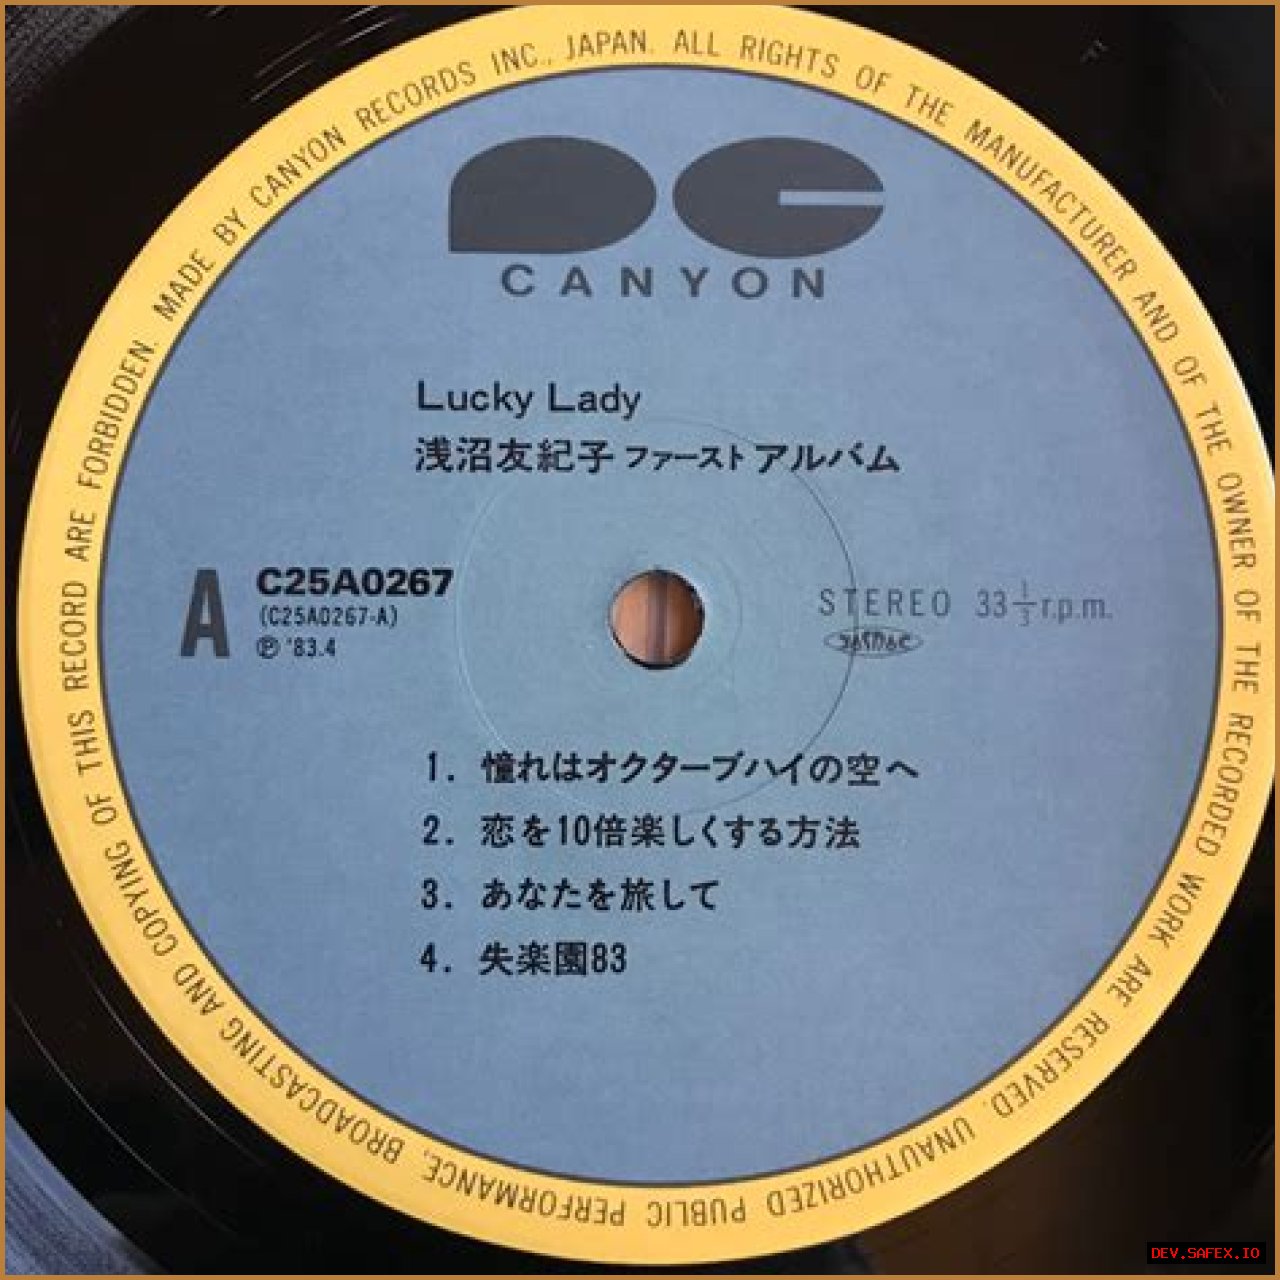 MADE BY CANYON RECORDS INC., JAPAN. ALL RIGHTS OF THE MANUFACTURER AND OF THE OWNER OF THE RECORDED WORK ARE RESERVED. UNAUTHORIZED PUBLIC PERFORMANCE, BROADCASTING AND COPYING OF THIS RECORD ARE FORBIDDEN.
CANYON
Lucky Lady
浅沼友紀子 ファースト アルバム
A
C25A0267
(C25A0267-A)
Ⓟ '83.4
STEREO 33 1/3 r.p.m.
1. 憧れはオクターブハイの空へ
2. 恋を10倍楽しくする方法
3. あなたを旅して
4. 失楽園83
DEV.SAFEX.IO